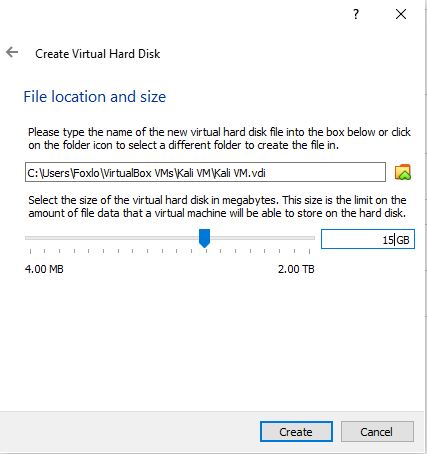 ?
Create Virtual Hard Disk
File location and size
Please type the name of the new virtual hard disk file into the box below or click
on the folder icon to select a different folder to create the file in.
C:\Users\Foxlo\VirtualBox VMs\Kali VM\Kali VM.vdi
Select the size of the virtual hard disk in megabytes. This size is the limit on the
amount of file data that a virtual machine will be able to store on the hard disk.
15 GB
4.00 MB 2.00 TB
Create Cancel